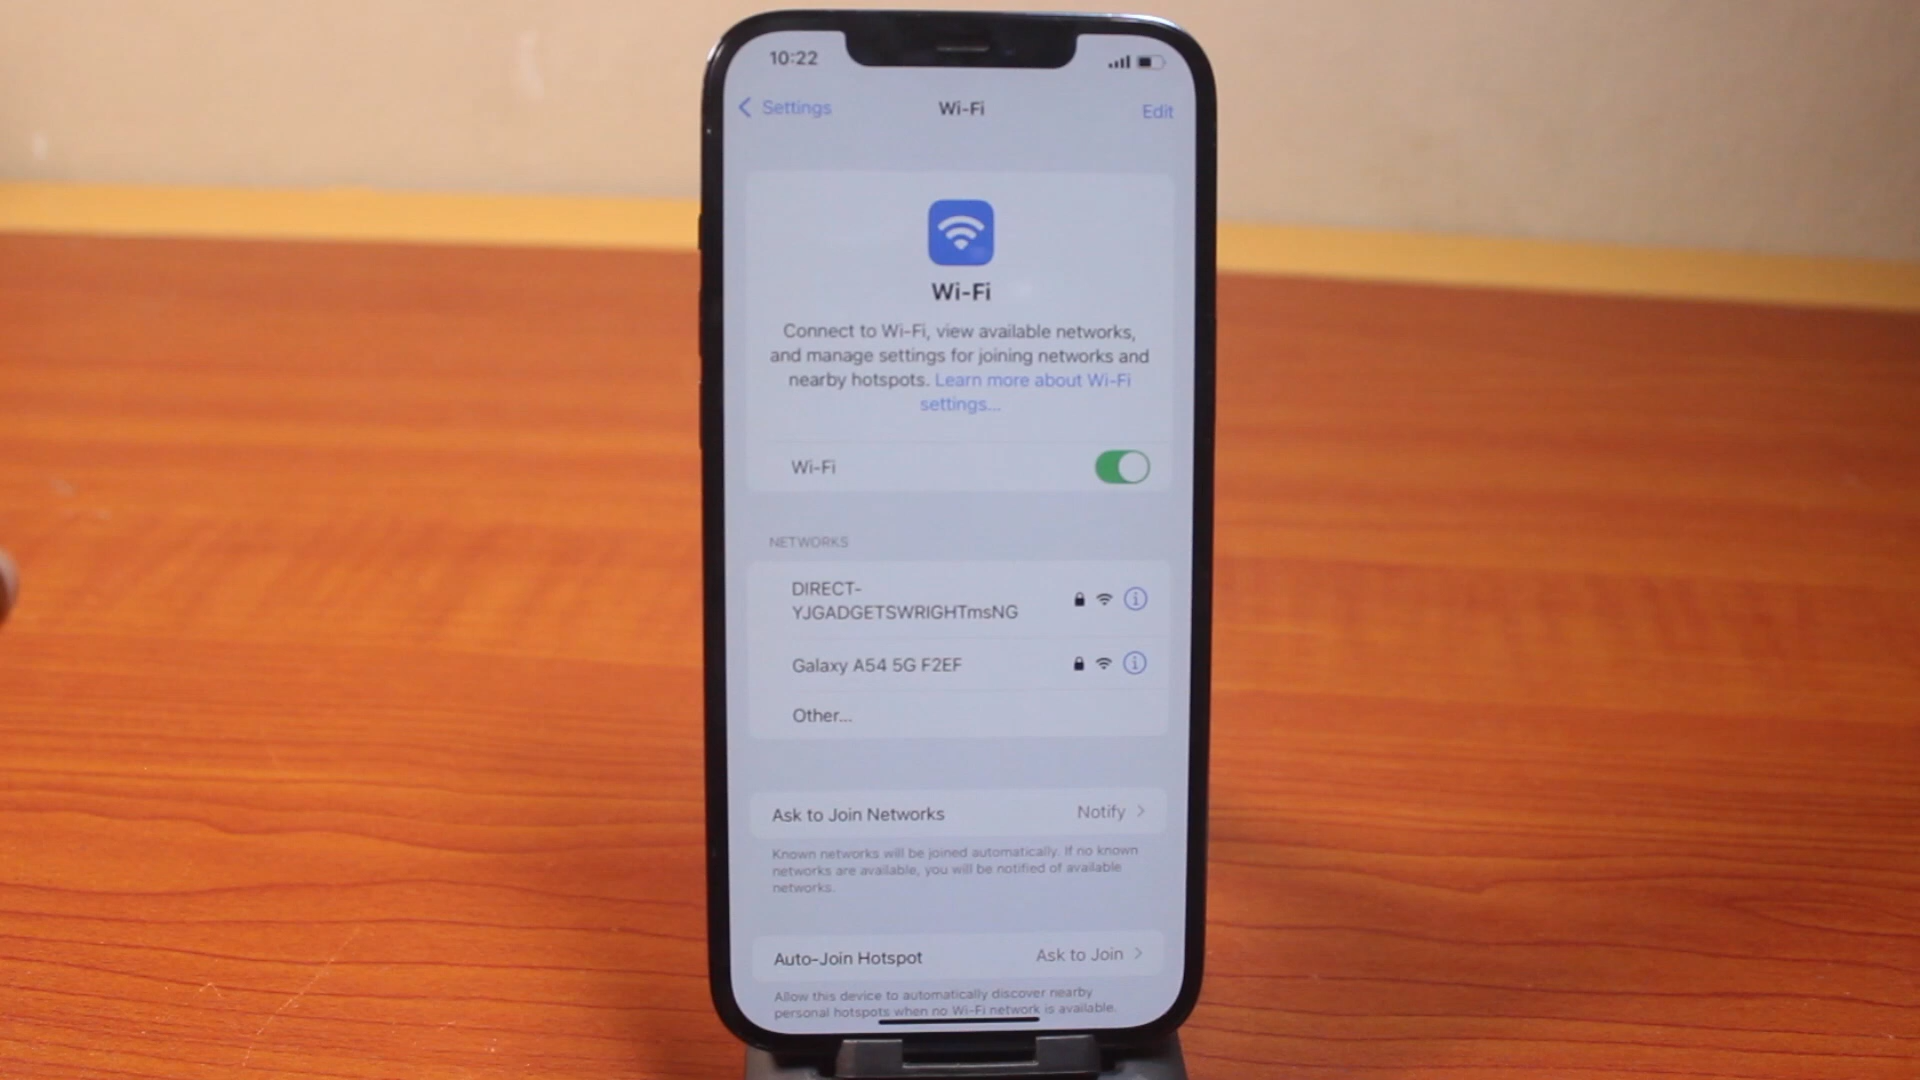 10:22
Settings
Wi-Fi
Edit
Wi-Fi
Connect to Wi-Fi, view available networks,
and manage settings for joining networks and
nearby hotspots. Learn more about Wi-Fi
settings...
Wi-Fi
NETWORKS
DIRECT-
YJGADGETSWRIGHTmsNG
Galaxy A54 5G F2EF
Other...
Ask to Join Networks Notify
Known networks will be joined automatically. If no known
networks are available, you will be notified of available
networks.
Auto-Join Hotspot Ask to Join
Allow this device to automatically discover nearby
personal hotspots when no Wi-Fi network is available.